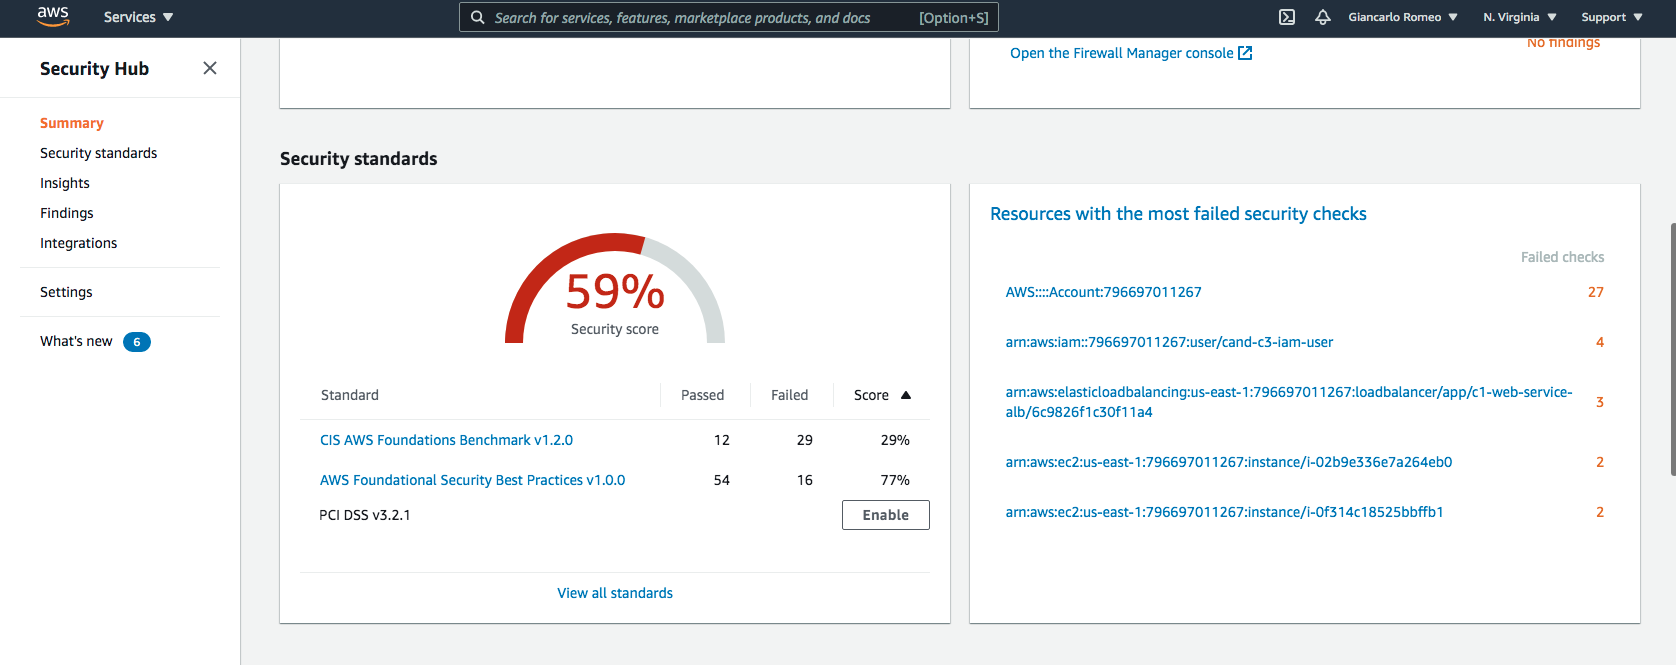 aws
Services
Search for services, features, marketplace products, and docs
[Option+S]
Giancarlo Romeo
N. Virginia
Support
Security Hub
Summary
Security standards
Insights
Findings
Integrations
Settings
What's new 6
Open the Firewall Manager console
No findings
Security standards
59%
Security score
Standard Passed Failed Score
CIS AWS Foundations Benchmark v1.2.0 12 29 29%
AWS Foundational Security Best Practices v1.0.0 54 16 77%
PCI DSS v3.2.1 Enable
View all standards
Resources with the most failed security checks
Failed checks
AWS::::Account:796697011267 27
arn:aws:iam::796697011267:user/cand-c3-iam-user 4
arn:aws:elasticloadbalancing:us-east-1:796697011267:loadbalancer/app/c1-web-service-
alb/6c9826f1c30f11a4 3
arn:aws:ec2:us-east-1:796697011267:instance/i-02b9e336e7a264eb0 2
arn:aws:ec2:us-east-1:796697011267:instance/i-0f314c18525bbffb1 2